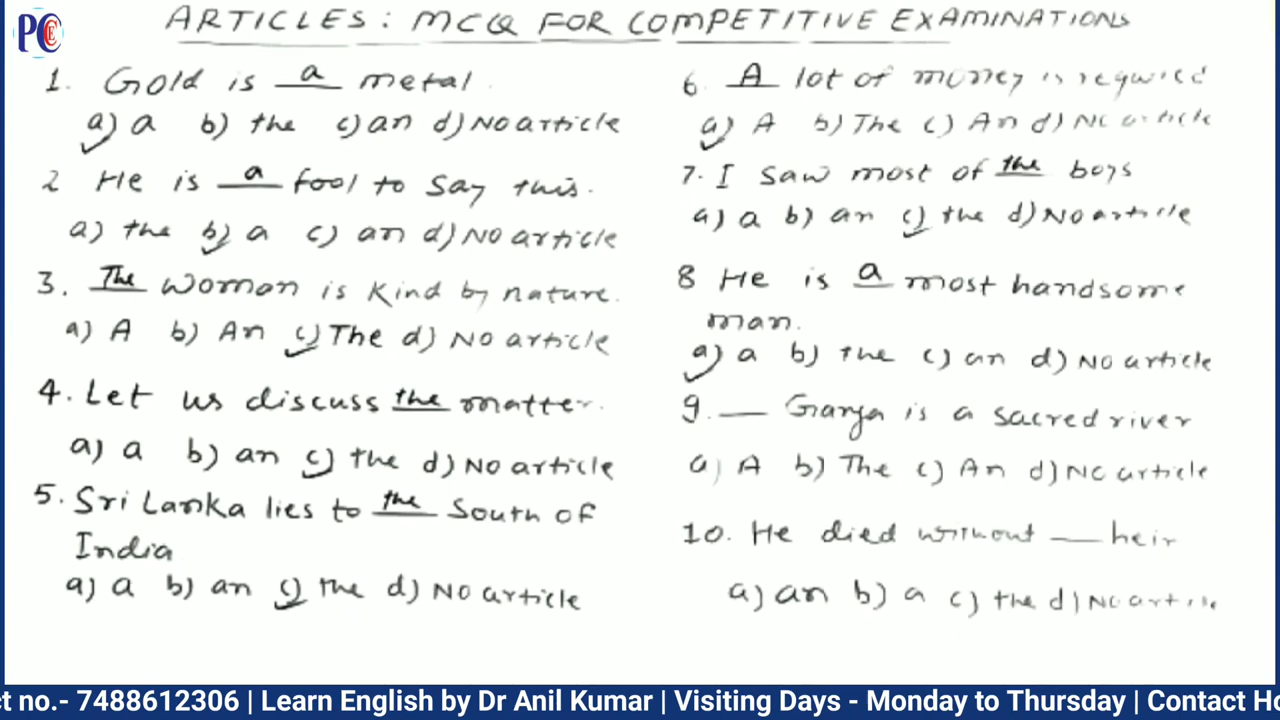 PCC
ARTICLES: MCQ FOR COMPETITIVE EXAMINATIONS
1. Gold is a metal.
a) a b) the c) an d) No article
2 He is a fool to say this.
a) the b) a c) an d) No article
3. The woman is kind by nature.
a) A b) An c) The d) No article
4. Let us discuss the matter.
a) a b) an c) the d) No article
5. Sri Lanka lies to the South of
India
a) a b) an c) the d) No article
6. A lot of money is required
a) A b) The c) An d) No article
7. I saw most of the boys
a) a b) an c) the d) No article
8 He is a most handsome
man.
a) a b) the c) an d) No article
9. __ Ganga is a sacred river
a) A b) The c) An d) No article
10. He died without __ heir
a) an b) a c) the d) No article
ct no.- 7488612306 | Learn English by Dr Anil Kumar | Visiting Days - Monday to Thursday | Contact Ho